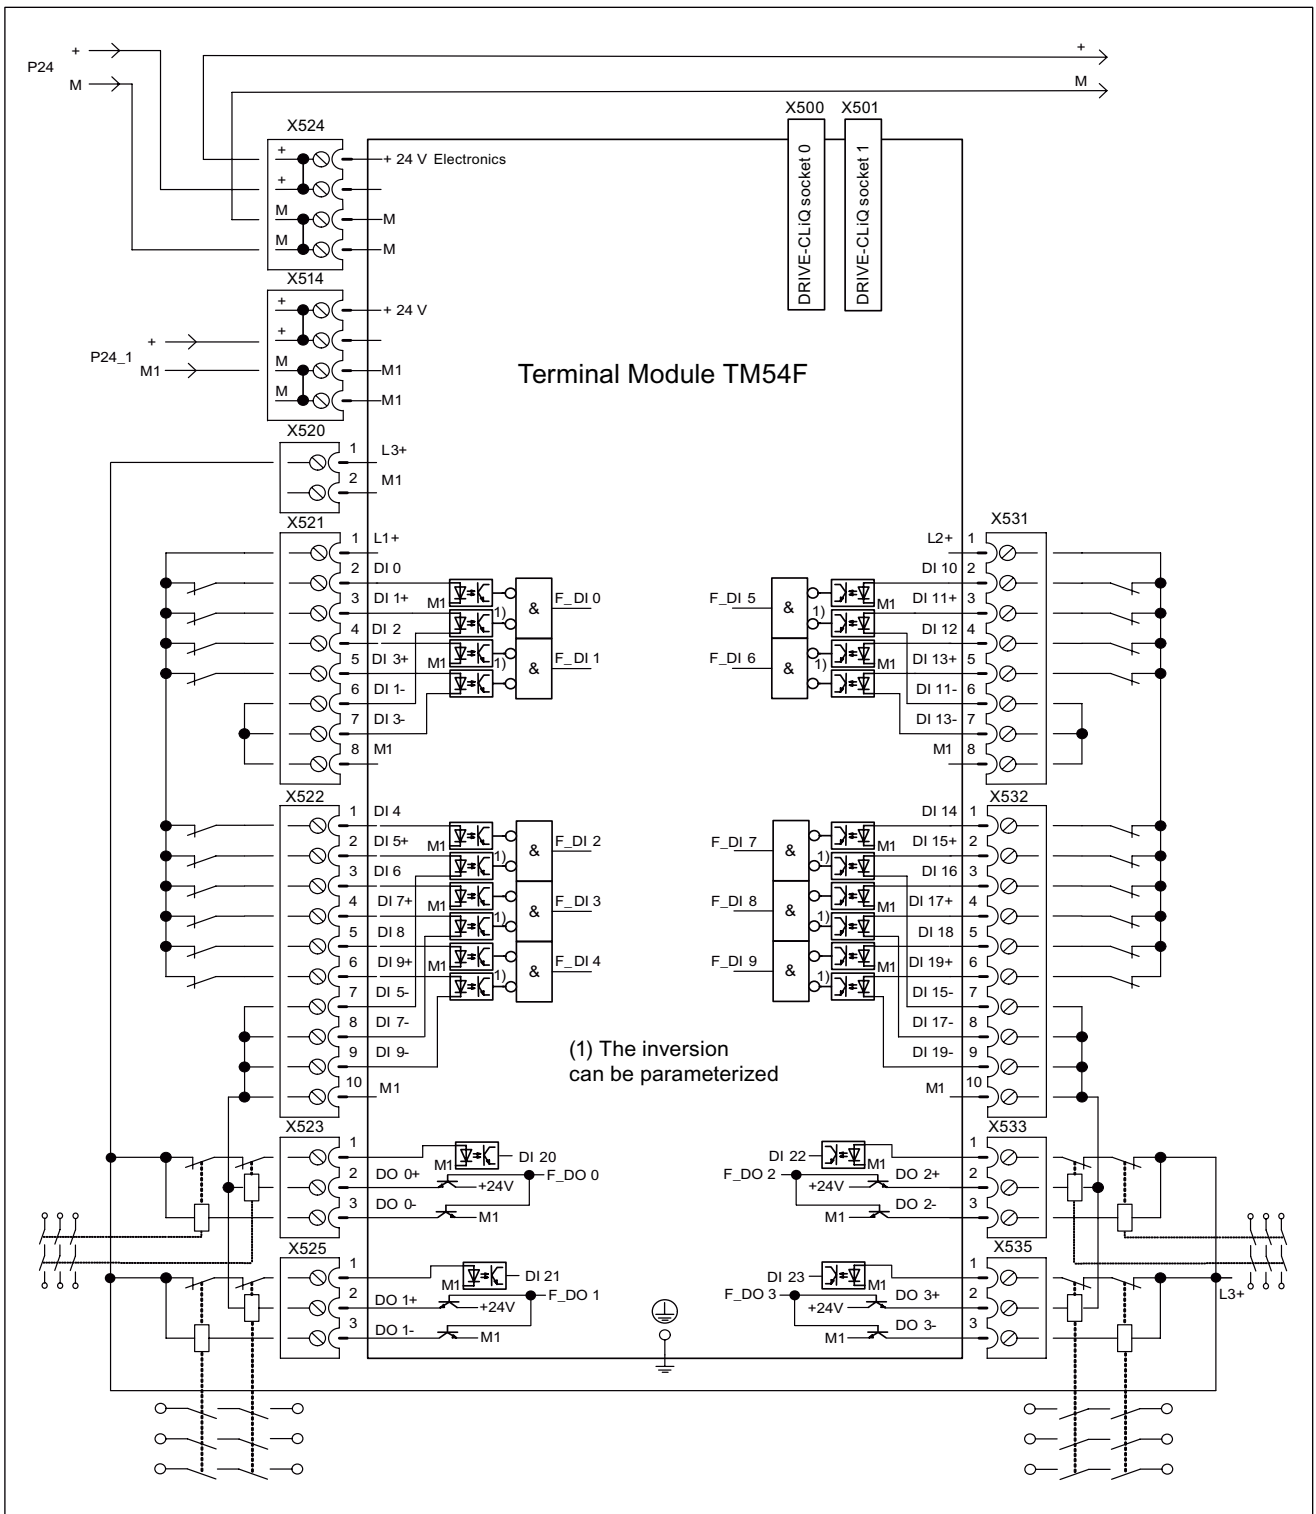 +
P24
M
+
M
X500 X501
DRIVE-CLiQ socket 0
DRIVE-CLiQ socket 1
X524
+ + 24 V Electronics
+
M M
M M
X514
+ + 24 V
+
M M1
M M1
+
P24_1
M1
Terminal Module TM54F
X520
1 L3+
2 M1
X521
1 L1+
2 DI 0
3 DI 1+
4 DI 2
5 DI 3+
6 DI 1-
7 DI 3-
8 M1
M1
1)
& F_DI 0
M1
1)
& F_DI 1
X531
L2+ 1
DI 10 2
DI 11+ 3
DI 12 4
DI 13+ 5
DI 11- 6
DI 13- 7
M1 8
F_DI 5 &
1)
M1
F_DI 6 &
1)
M1
X522
1 DI 4
2 DI 5+
3 DI 6
4 DI 7+
5 DI 8
6 DI 9+
7 DI 5-
8 DI 7-
9 DI 9-
10 M1
M1
1)
& F_DI 2
M1
1)
& F_DI 3
M1
1)
& F_DI 4
X532
DI 14 1
DI 15+ 2
DI 16 3
DI 17+ 4
DI 18 5
DI 19+ 6
DI 15- 7
DI 17- 8
DI 19- 9
M1 10
F_DI 7 &
1)
M1
F_DI 8 &
M1
F_DI 9 &
1)
M1
(1) The inversion
can be parameterized
X523
1
2 DO 0+
3 DO 0-
M1
DI 20
+24V
F_DO 0
M1
X533
1
DO 2+ 2
DO 2- 3
DI 22
M1
F_DO 2
+24V
M1
X525
1
2 DO 1+
3 DO 1-
M1
DI 21
+24V
F_DO 1
M1
X535
1
DO 3+ 2
DO 3- 3
DI 23
M1
F_DO 3
+24V
M1
L3+